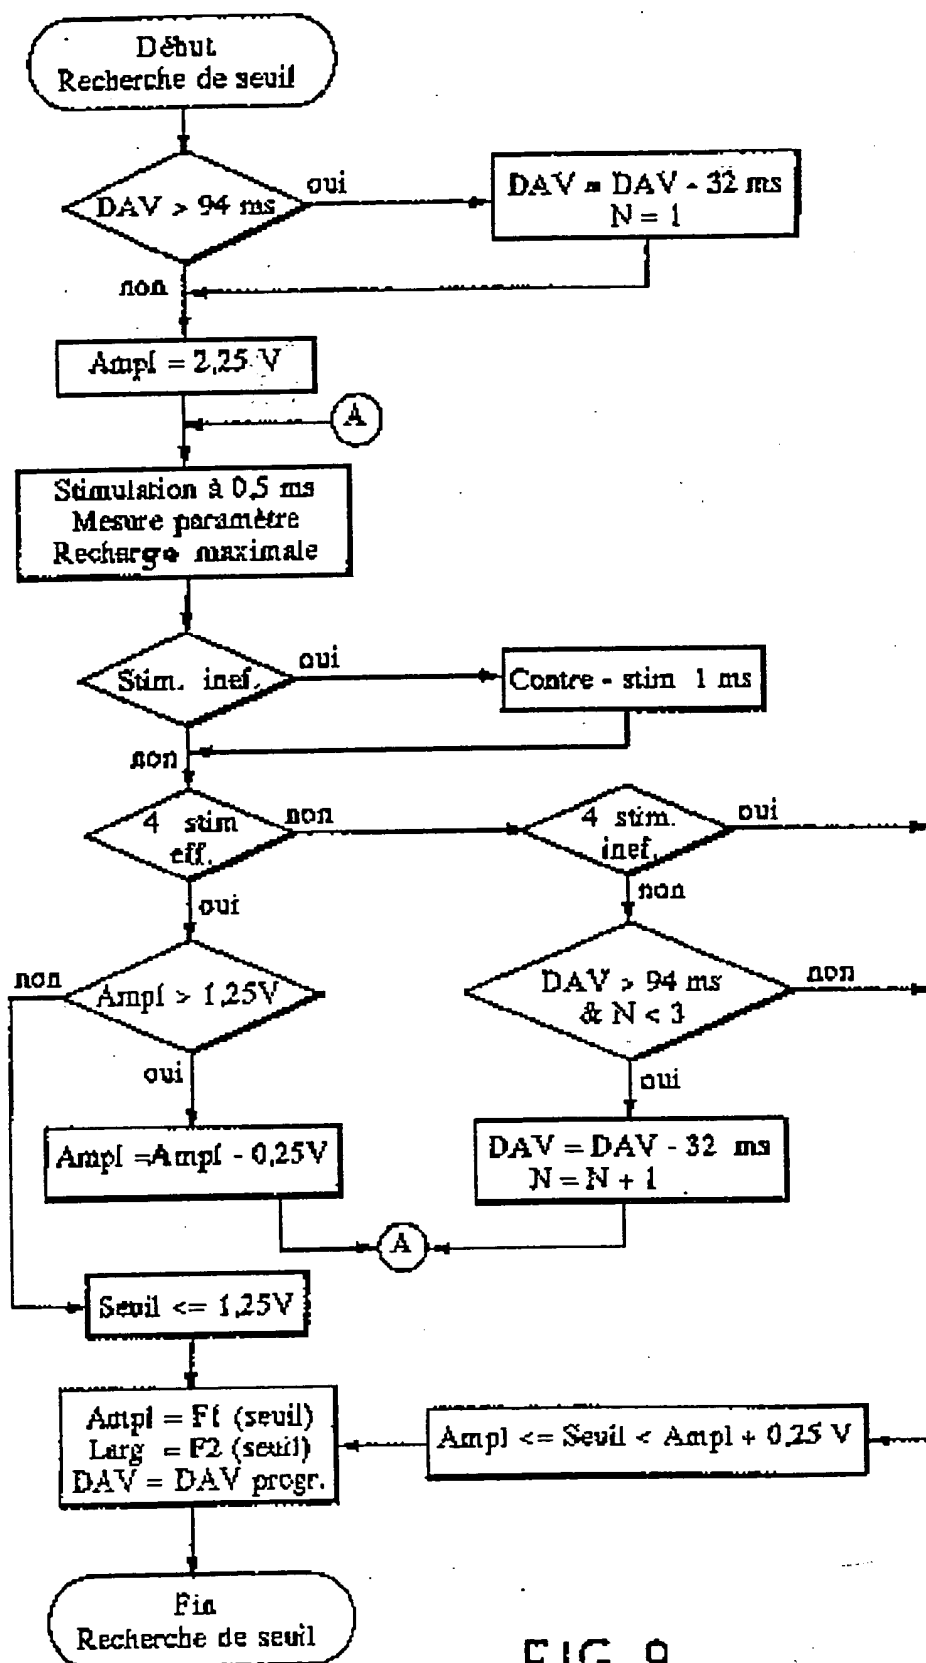 Début
Recherche de seuil
DAV > 94 ms
oui
DAV = DAV - 32 ms
N = 1
non
Ampl = 2,25 V
A
Stimulation à 0,5 ms
Mesure paramètre
Recharge maximale
Stim. inef.
oui
Contre - stim 1 ms
non
4 stim
eff.
non
4 stim.
inef.
oui
oui
non
non
Ampl > 1,25V
DAV > 94 ms
& N < 3
non
oui
oui
Ampl =Ampl - 0,25V
DAV = DAV - 32 ms
N = N + 1
A
Seuil <= 1,25V
Ampl = F1 (seuil)
Larg = F2 (seuil)
DAV = DAV progr.
Ampl <= Seuil < Ampl + 0,25 V
Fin
Recherche de seuil
FIG 9